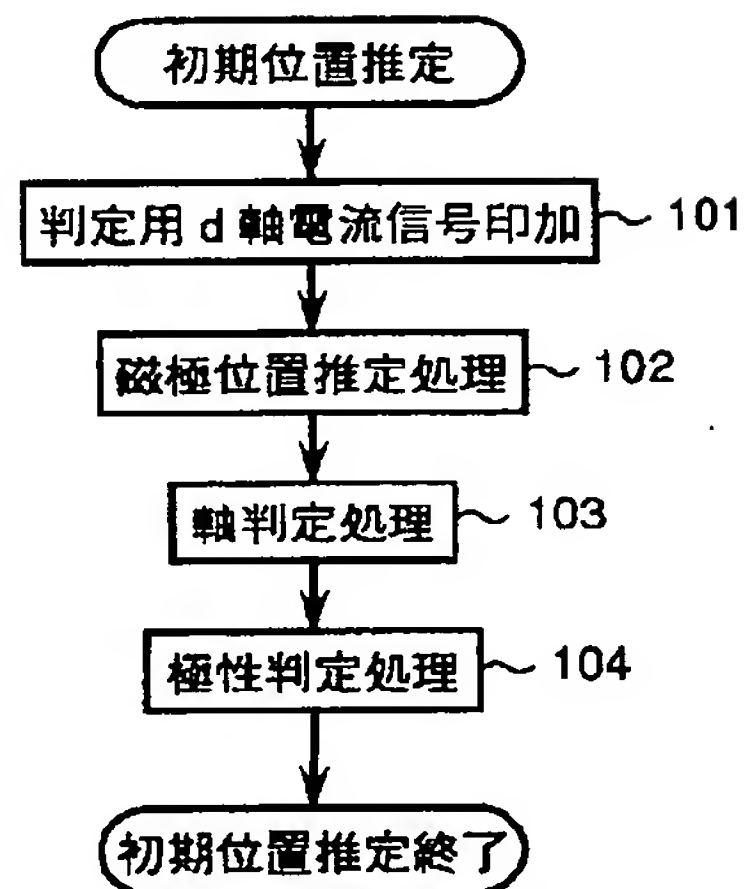 初期位置推定
判定用d軸電流信号印加 101
磁極位置推定処理 102
軸判定処理 103
極性判定処理 104
初期位置推定終了